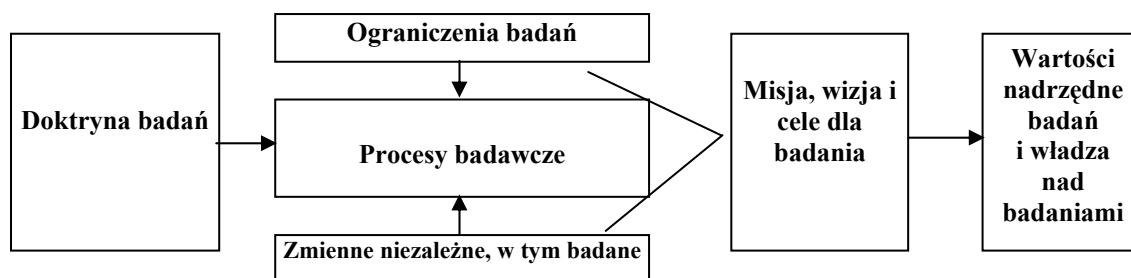 Doktryna badań
Ograniczenia badań
Procesy badawcze
Zmienne niezależne, w tym badane
Misja, wizja i
cele dla
badania
Wartości
nadrzędne
badań
i władza
nad
badaniami